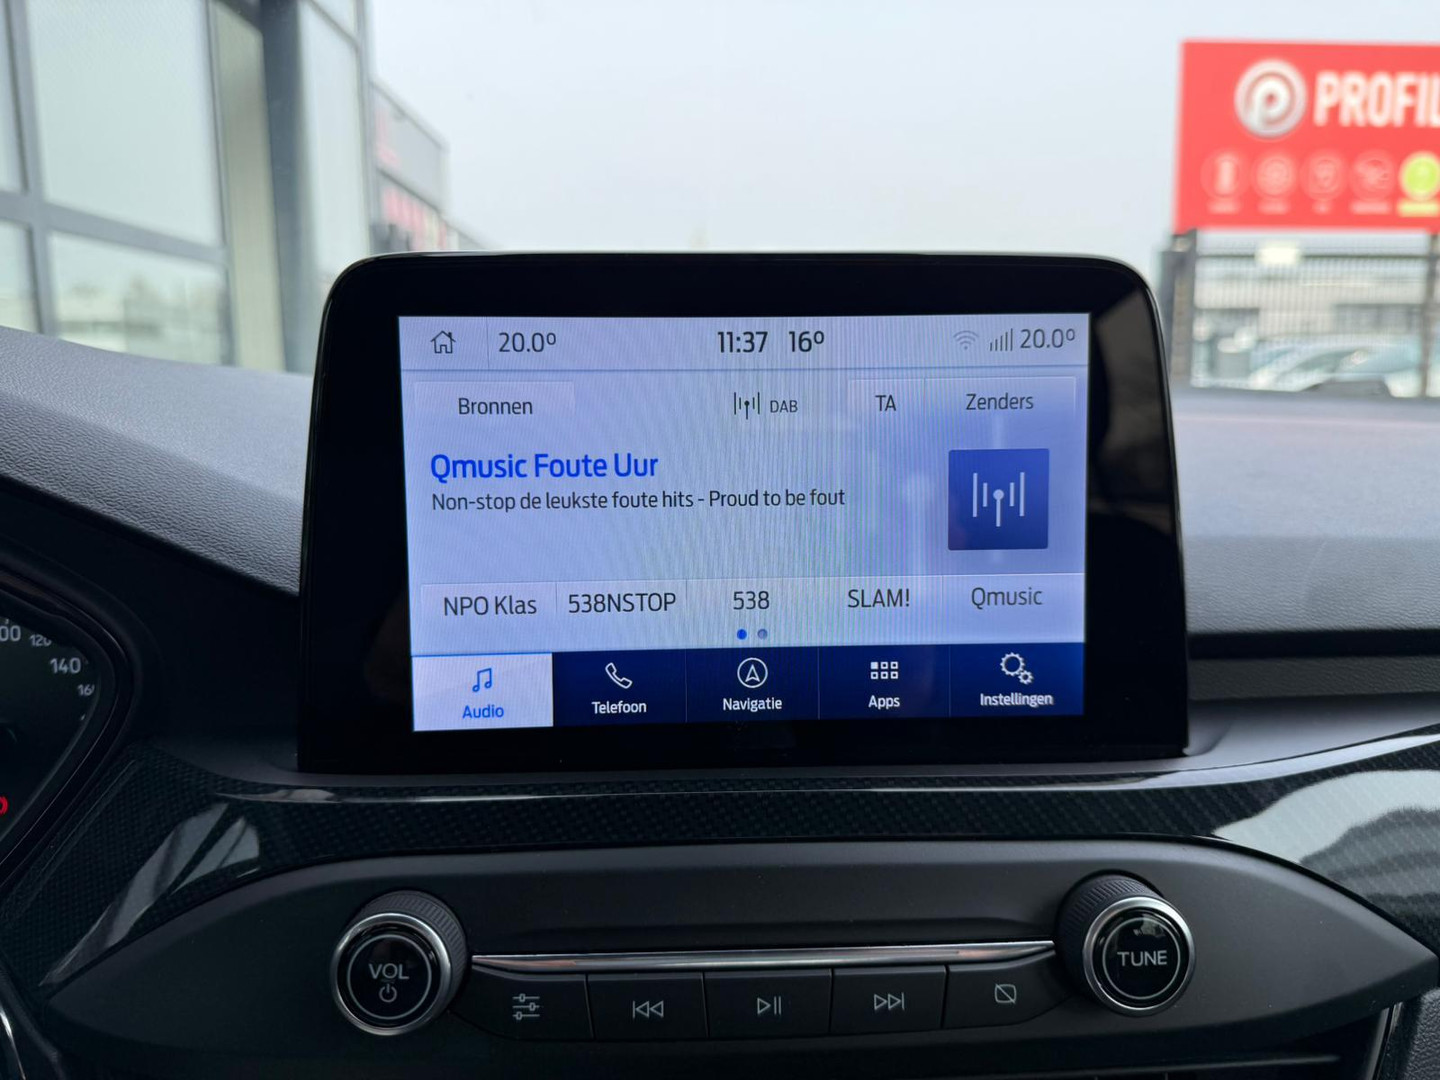 PROFIL
20.0° 11:37 16° 20.0°
Bronnen DAB TA Zenders
Qmusic Foute Uur
Non-stop de leukste foute hits - Proud to be fout
NPO Klas 538NSTOP 538 SLAM! Qmusic
Audio Telefoon Navigatie Apps Instellingen
120
140
VOL
TUNE